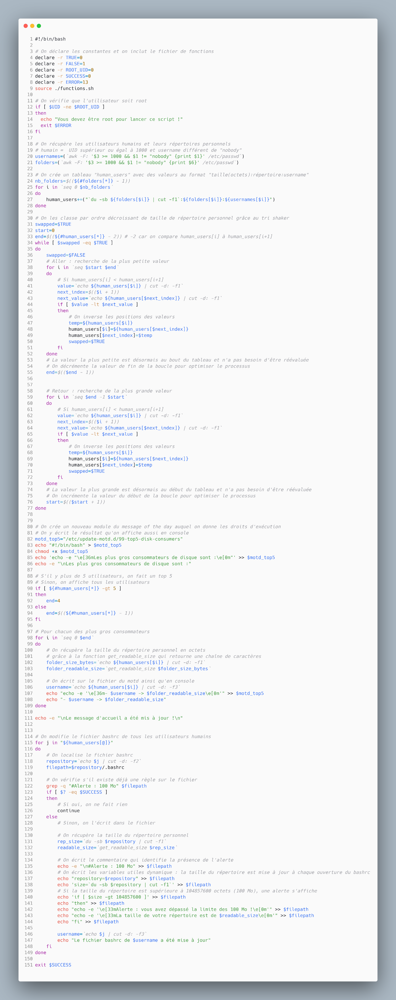 1 #!/bin/bash
2
3 # On déclare les constantes et on inclut le fichier de fonctions
4 declare -r TRUE=0
5 declare -r FALSE=1
6 declare -r ROOT_UID=0
7 declare -r SUCCESS=0
8 declare -r ERROR=13
9 source ./functions.sh
10
11 # On vérifie que l'utilisateur soit root
12 if [ $UID -ne $ROOT_UID ]
13 then
14   echo "Vous devez être root pour lancer ce script !"
15   exit $ERROR
16 fi
17
18 # On récupère les utilisateurs humains et leurs répertoires personnels
19 # humain =  UID supérieur ou égal à 1000 et username différent de "nobody"
20 usernames=(`awk -F: '$3 >= 1000 && $1 != "nobody" {print $1}' /etc/passwd`)
21 folders=(`awk -F: '$3 >= 1000 && $1 != "nobody" {print $6}' /etc/passwd`)
22
23 # On crée un tableau "human_users" avec des valeurs au format "taille(octets):répertoire:username"
24 nb_folders=$((${#folders[*]} - 1))
25 for i in `seq 0 $nb_folders`
26 do
27     human_users+=("`du -sb ${folders[$i]} | cut -f1`:${folders[$i]}:${usernames[$i]}")
28 done
29
30 # On les classe par ordre décroissant de taille de répertoire personnel grâce au tri shaker
31 swapped=$TRUE
32 start=0
33 end=$((${#human_users[*]} - 2)) # -2 car on compare human_users[i] à human_users[i+1]
34 while [ $swapped -eq $TRUE ]
35 do
36     swapped=$FALSE
37     # Aller : recherche de la plus petite valeur
38     for i in `seq $start $end`
39     do
40         # Si human_users[i] < human_users[i+1]
41         value=`echo ${human_users[$i]} | cut -d: -f1`
42         next_index=$(($i + 1))
43         next_value=`echo ${human_users[$next_index]} | cut -d: -f1`
44         if [ $value -lt $next_value ]
45         then
46             # On inverse les positions des valeurs
47             temp=${human_users[$i]}
48             human_users[$i]=${human_users[$next_index]}
49             human_users[$next_index]=$temp
50             swapped=$TRUE
51         fi
52     done
53     # La valeur la plus petite est désormais au bout du tableau et n'a pas besoin d'être réévaluée
54     # On décrémente la valeur de fin de la boucle pour optimiser le processus
55     end=$(($end - 1))
56
57
58     # Retour : recherche de la plus grande valeur
59     for i in `seq $end -1 $start`
60     do
61         # Si human_users[i] < human_users[i+1]
62         value=`echo ${human_users[$i]} | cut -d: -f1`
63         next_index=$(($i + 1))
64         next_value=`echo ${human_users[$next_index]} | cut -d: -f1`
65         if [ $value -lt $next_value ]
66         then
67             # On inverse les positions des valeurs
68             temp=${human_users[$i]}
69             human_users[$i]=${human_users[$next_index]}
70             human_users[$next_index]=$temp
71             swapped=$TRUE
72         fi
73     done
74     # La valeur la plus grande est désormais au début du tableau et n'a pas besoin d'être réévaluée
75     # On incrémente la valeur du début de la boucle pour optimiser le processus
76     start=$(($start + 1))
77 done
78
79
80 # On crée un nouveau module du message of the day auquel on donne les droits d'exécution
81 # On y écrit le résultat qu'on affiche aussi en console
82 motd_top5="/etc/update-motd.d/99-top5-disk-consumers"
83 echo "#!/bin/bash" > $motd_top5
84 chmod +x $motd_top5
85 echo 'echo -e "\e[36mLes plus gros consommateurs de disque sont :\e[0m"' >> $motd_top5
86 echo -e "\nLes plus gros consommateurs de disque sont :"
87
88 # S'il y plus de 5 utilisateurs, on fait un top 5
89 # Sinon, on affiche tous les utilisateurs
90 if [ ${#human_users[*]} -gt 5 ]
91 then
92     end=4
93 else
94     end=$((${#human_users[*]} - 1))
95 fi
96
97 # Pour chacun des plus gros consommateurs
98 for i in `seq 0 $end`
99 do
100     # On récupère la taille du répertoire personnel en octets
101     # grâce à la fonction get_readable_size qui retourne une chaîne de caractères
102     folder_size_bytes=`echo ${human_users[$i]} | cut -d: -f1`
103     folder_readable_size=`get_readable_size $folder_size_bytes`
104
105     # On écrit sur le fichier du motd ainsi qu'en console
106     username=`echo ${human_users[$i]} | cut -d: -f3`
107     echo "echo -e '\e[36m- $username -> $folder_readable_size\e[0m'" >> $motd_top5
108     echo "- $username -> $folder_readable_size"
109 done
110
111 echo -e "\nLe message d'accueil a été mis à jour !\n"
112
113
114 # On modifie le fichier bashrc de tous les utilisateurs humains
115 for j in "${human_users[@]}"
116 do
117     # On localise le fichier bashrc
118     repository=`echo $j | cut -d: -f2`
119     filepath=$repository/.bashrc
120
121     # On vérifie s'il existe déjà une règle sur le fichier
122     grep -q "#Alerte : 100 Mo" $filepath
123     if [ $? -eq $SUCCESS ]
124     then
125         # Si oui, on ne fait rien
126         continue
127     else
128         # Sinon, on l'écrit dans le fichier
129
130         # On récupère la taille du répertoire personnel
131         rep_size=`du -sb $repository | cut -f1`
132         readable_size=`get_readable_size $rep_size`
133
134         # On écrit le commentaire qui identifie la présence de l'alerte
135         echo -e "\n#Alerte : 100 Mo" >> $filepath
136         # On écrit les variables utiles dynamique : la taille du répertoire est mise à jour à chaque ouverture du bashrc
137         echo "repository=$repository" >> $filepath
138         echo 'size=`du -sb $repository | cut -f1`' >> $filepath
139         # Si la taille du répertoire est supérieure à 104857600 octets (100 Mo), une alerte s'affiche
140         echo 'if [ $size -gt 104857600 ]' >> $filepath
141         echo "then" >> $filepath
142         echo "echo -e '\e[33mAlerte : vous avez dépassé la limite des 100 Mo !\e[0m'" >> $filepath
143         echo "echo -e '\e[33mLa taille de votre répertoire est de $readable_size\e[0m'" >> $filepath
144         echo "fi" >> $filepath
145
146         username=`echo $j | cut -d: -f3`
147         echo "Le fichier bashrc de $username a été mise à jour"
148     fi
149 done
150
151 exit $SUCCESS